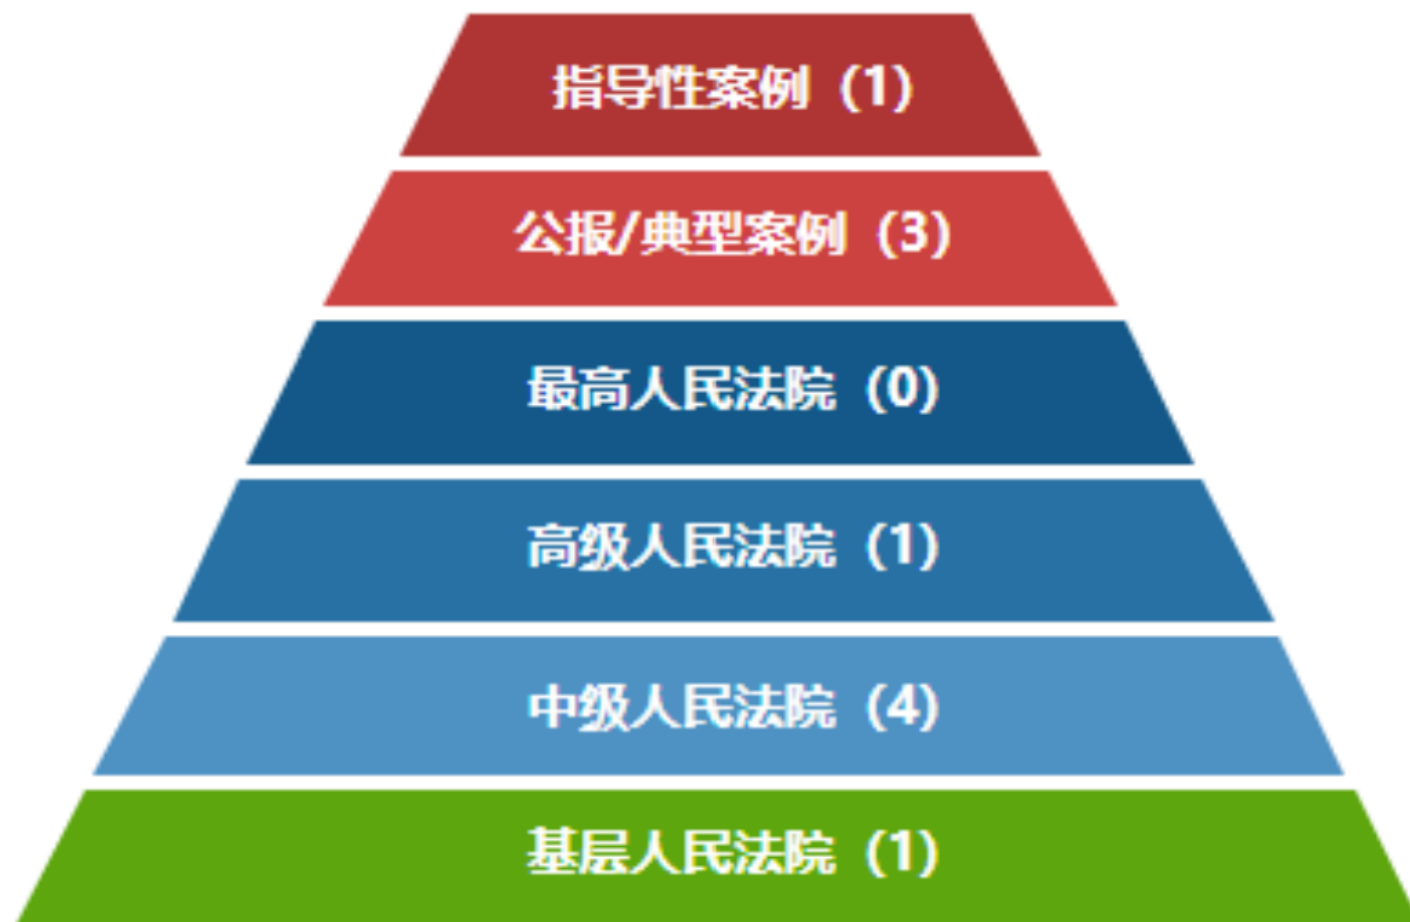 指导性案例（1）
公报/典型案例（3）
最高人民法院（0）
高级人民法院（1）
中级人民法院（4）
基层人民法院（1）